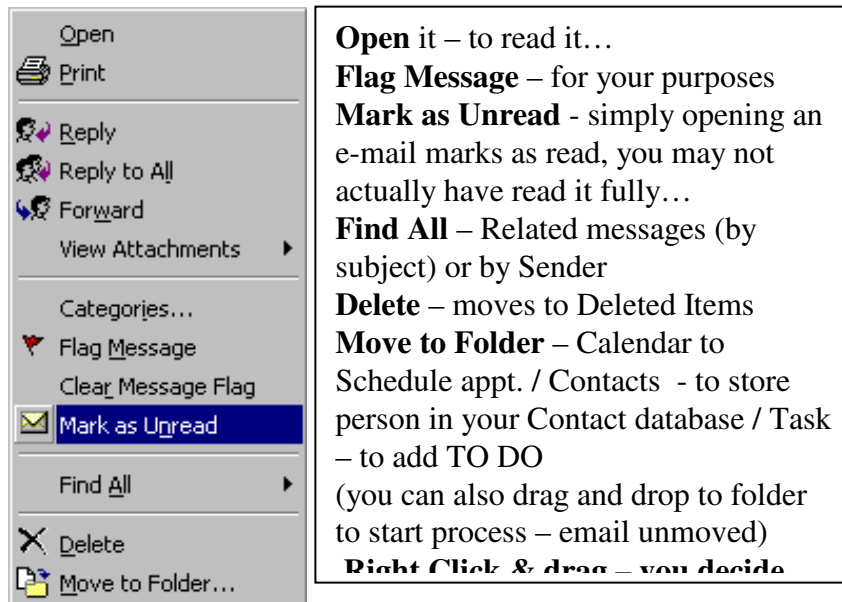 Open
Print
Reply
Reply to All
Forward
View Attachments
Categories...
Flag Message
Clear Message Flag
Mark as Unread
Find All
Delete
Move to Folder...
Open it – to read it…
Flag Message – for your purposes
Mark as Unread - simply opening an
e-mail marks as read, you may not
actually have read it fully…
Find All – Related messages (by
subject) or by Sender
Delete – moves to Deleted Items
Move to Folder – Calendar to
Schedule appt. / Contacts - to store
person in your Contact database / Task
– to add TO DO
(you can also drag and drop to folder
to start process – email unmoved)
Right Click & drag – you decide